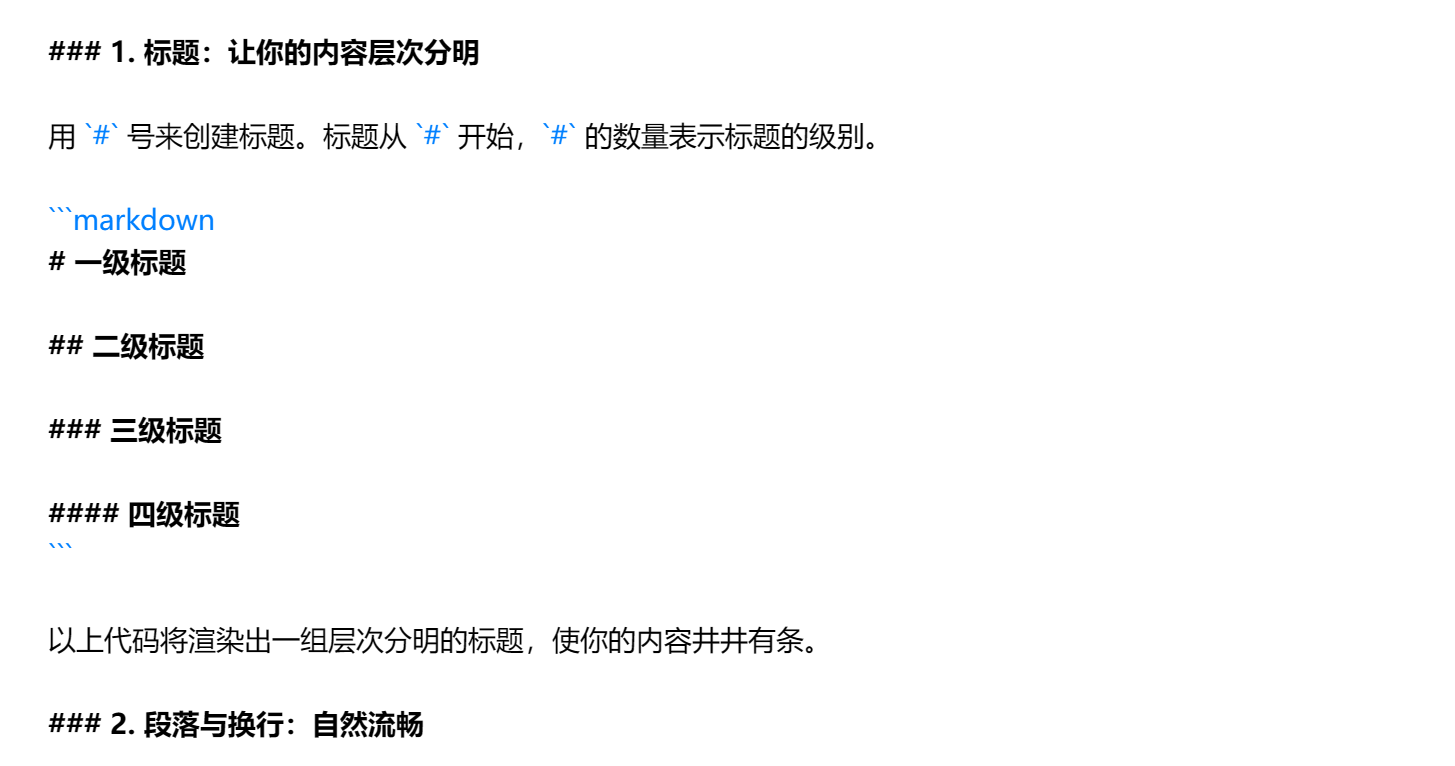 ### 1. 标题：让你的内容层次分明
用 `#` 号来创建标题。标题从 `#` 开始，`#` 的数量表示标题的级别。
```markdown
# 一级标题
## 二级标题
### 三级标题
#### 四级标题
```
以上代码将渲染出一组层次分明的标题，使你的内容井井有条。
### 2. 段落与换行：自然流畅